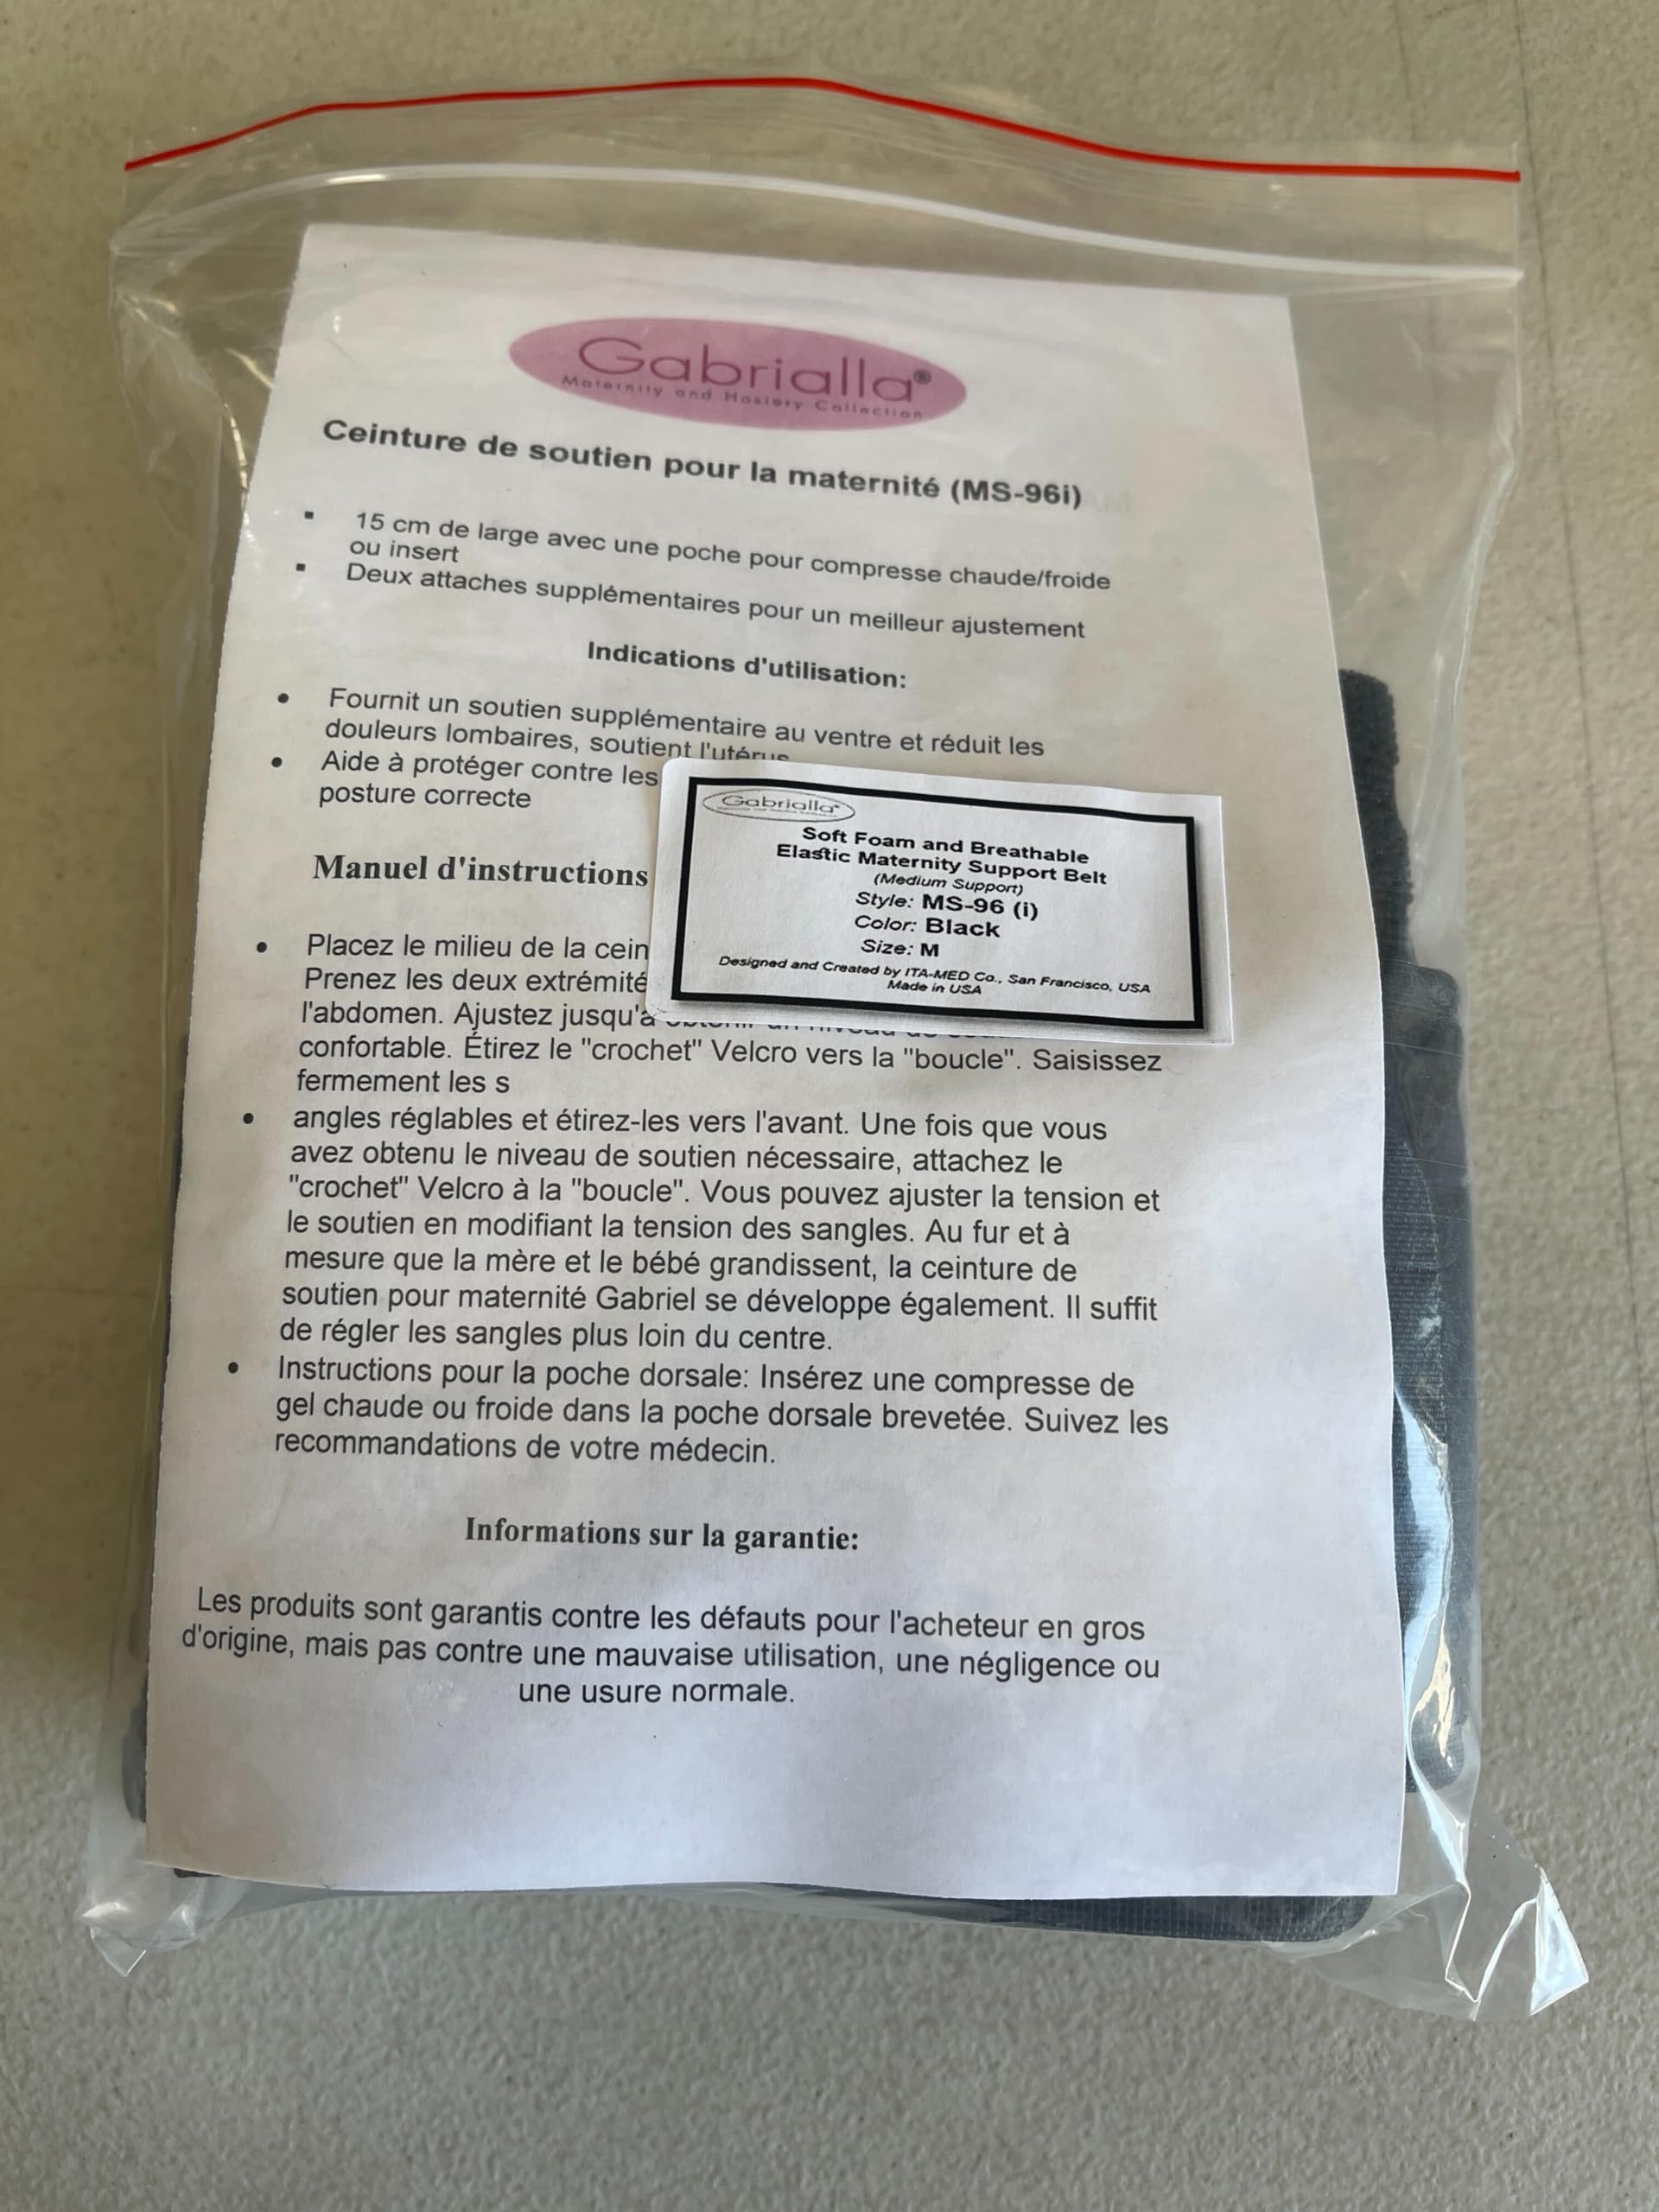 Gabrialla®
Maternity and Hosiery Collection
Ceinture de soutien pour la maternité (MS-96i)
▪ 15 cm de large avec une poche pour compresse chaude/froide
ou insert
▪ Deux attaches supplémentaires pour un meilleur ajustement
Indications d'utilisation:
• Fournit un soutien supplémentaire au ventre et réduit les
douleurs lombaires, soutient l'utérus
• Aide à protéger contre les
posture correcte
Manuel d'instructions
• Placez le milieu de la cein
Prenez les deux extrémité
l'abdomen. Ajustez jusqu'à
confortable. Étirez le "crochet" Velcro vers la "boucle". Saisissez
fermement les s
• angles réglables et étirez-les vers l'avant. Une fois que vous
avez obtenu le niveau de soutien nécessaire, attachez le
"crochet" Velcro à la "boucle". Vous pouvez ajuster la tension et
le soutien en modifiant la tension des sangles. Au fur et à
mesure que la mère et le bébé grandissent, la ceinture de
soutien pour maternité Gabriel se développe également. Il suffit
de régler les sangles plus loin du centre.
• Instructions pour la poche dorsale: Insérez une compresse de
gel chaude ou froide dans la poche dorsale brevetée. Suivez les
recommandations de votre médecin.
Informations sur la garantie:
Les produits sont garantis contre les défauts pour l'acheteur en gros
d'origine, mais pas contre une mauvaise utilisation, une négligence ou
une usure normale.
Gabrialla®
Soft Foam and Breathable
Elastic Maternity Support Belt
(Medium Support)
Style: MS-96 (i)
Color: Black
Size: M
Designed and Created by ITA-MED Co., San Francisco, USA
Made in USA